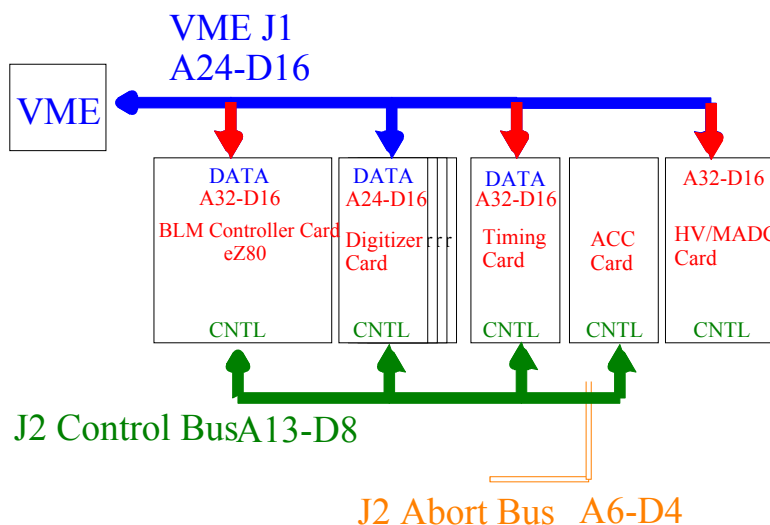 VME J1
A24-D16
VME
DATA
A32-D16
BLM Controller Card
eZ80
CNTL
DATA
A24-D16
Digitizer r r r
Card
CNTL
DATA
A32-D16
Timing
Card
CNTL
ACC
Card
CNTL
A32-D16
HV/MADC
Card
CNTL
J2 Control Bus A13-D8
J2 Abort Bus A6-D4